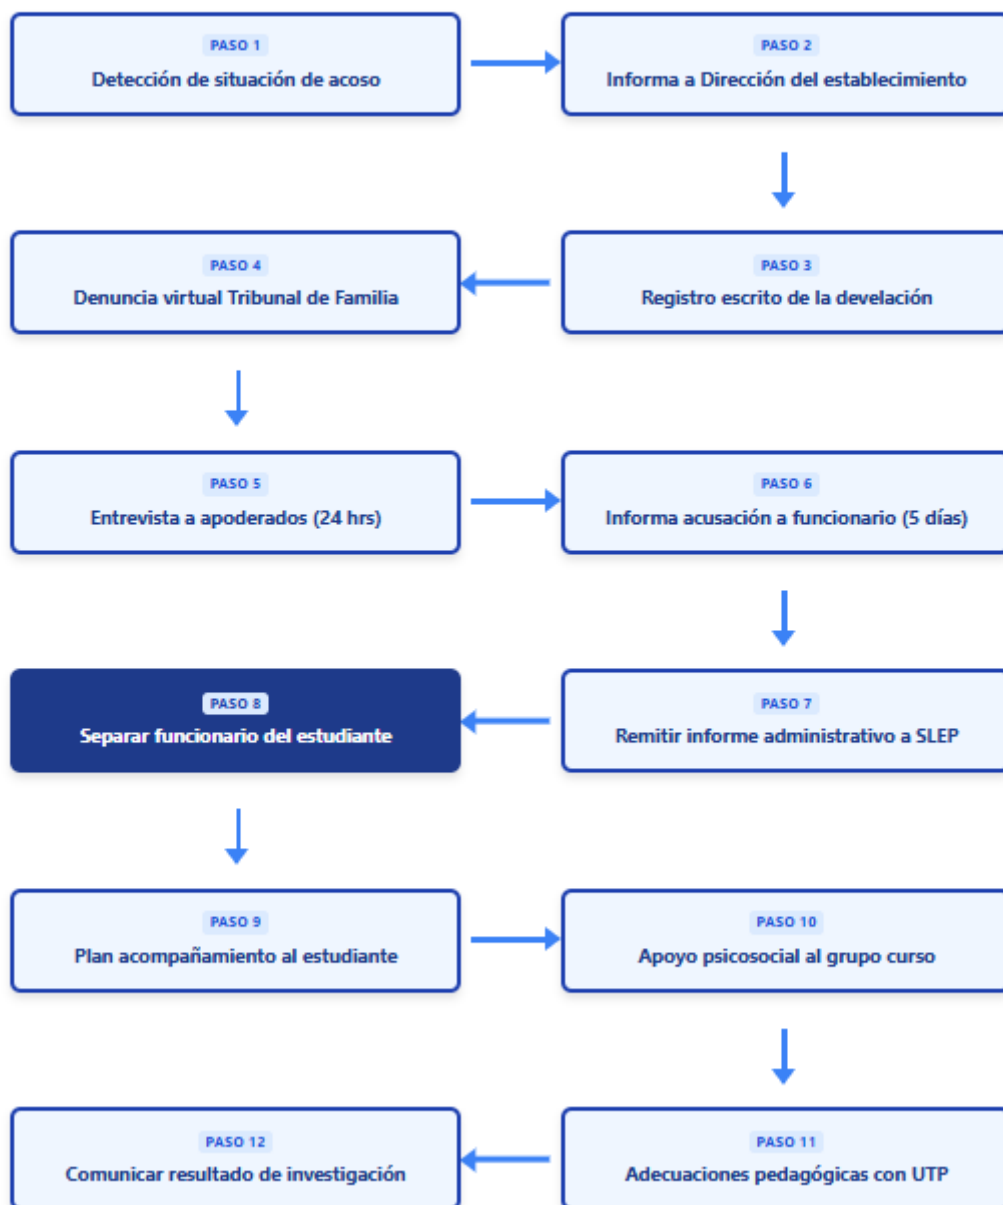 PASO 1
Detección de situación de acoso
PASO 2
Informa a Dirección del establecimiento
PASO 3
Registro escrito de la develación
PASO 4
Denuncia virtual Tribunal de Familia
PASO 5
Entrevista a apoderados (24 hrs)
PASO 6
Informa acusación a funcionario (5 días)
PASO 7
Remitir informe administrativo a SLEP
PASO 8
Separar funcionario del estudiante
PASO 9
Plan acompañamiento al estudiante
PASO 10
Apoyo psicosocial al grupo curso
PASO 11
Adecuaciones pedagógicas con UTP
PASO 12
Comunicar resultado de investigación